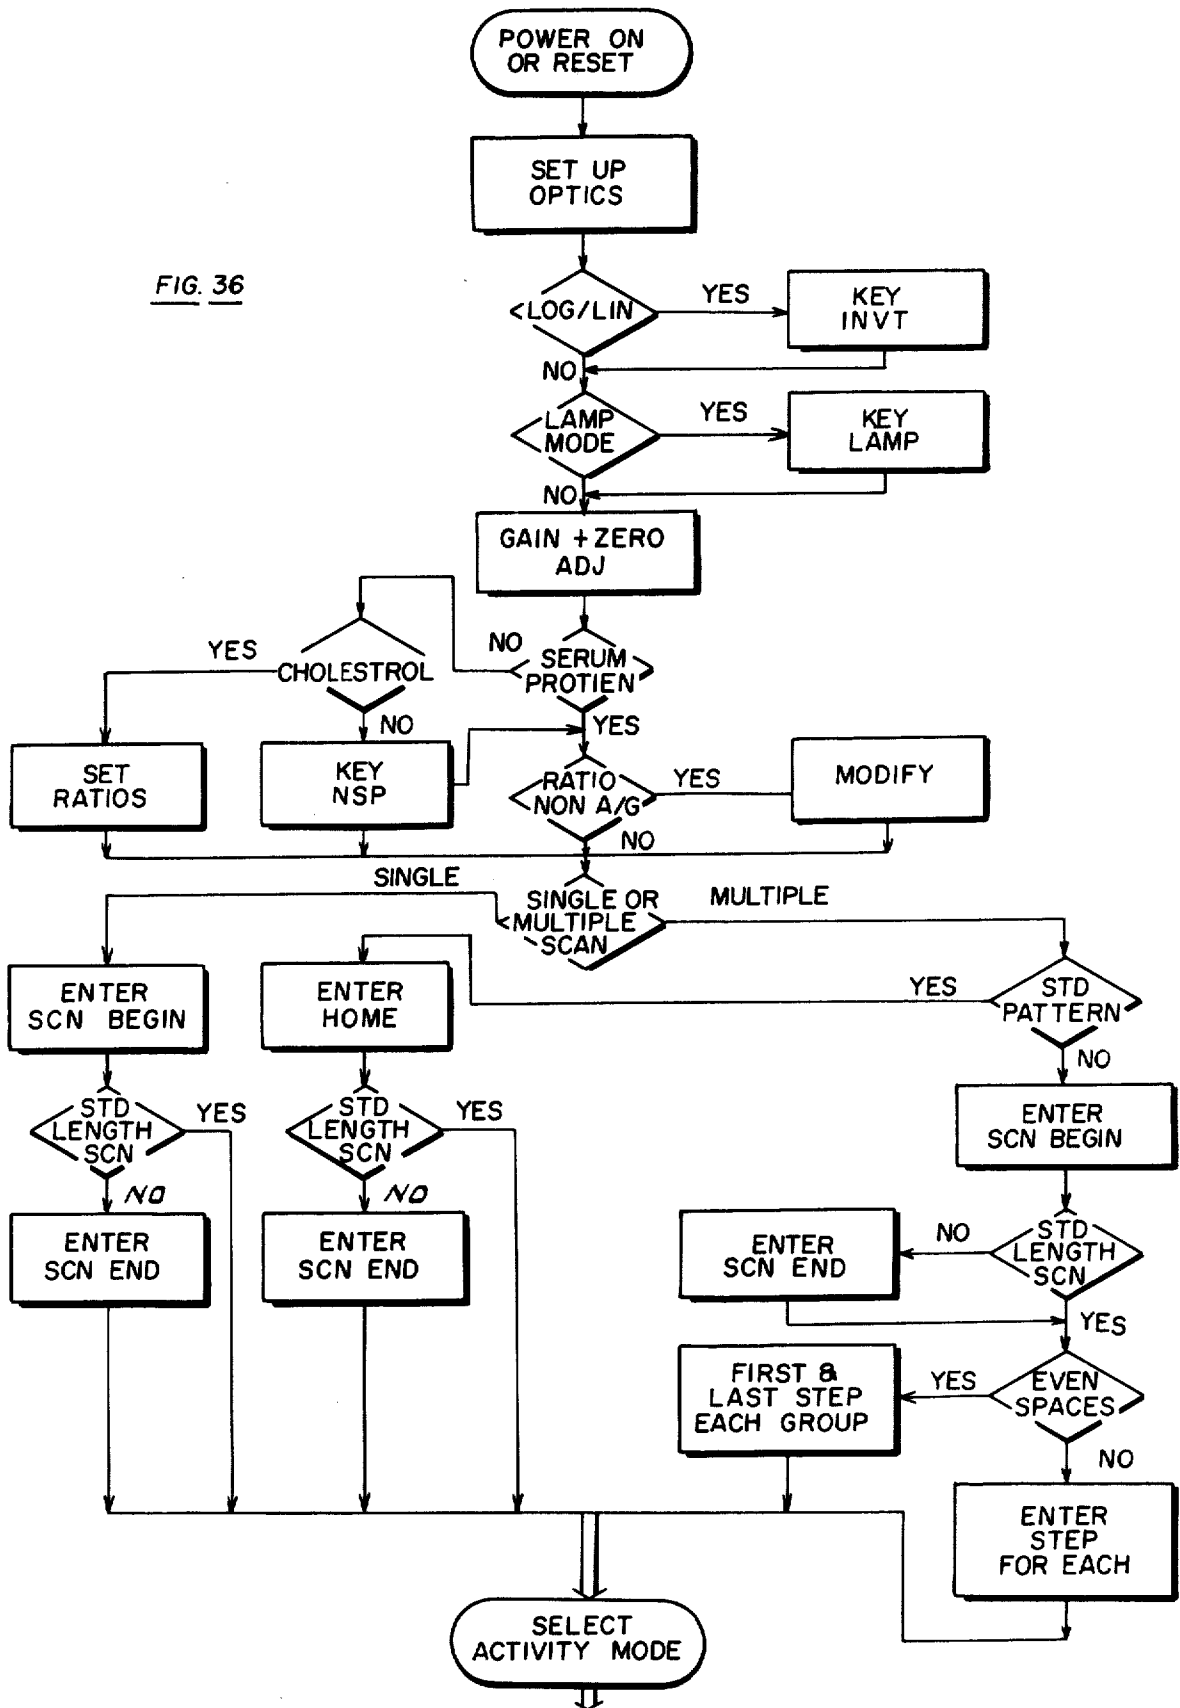 POWER ON
OR RESET
SET UP
OPTICS
FIG. 36
<LOG/LIN
YES
KEY
INVT
NO
LAMP
MODE
YES
KEY
LAMP
NO
GAIN + ZERO
ADJ
NO
SERUM
PROTIEN
YES
YES
CHOLESTROL
NO
SET
RATIOS
KEY
NSP
RATIO
NON A/G
YES
MODIFY
NO
SINGLE
SINGLE OR
MULTIPLE
SCAN
MULTIPLE
ENTER
SCN BEGIN
ENTER
HOME
YES
STD
PATTERN
NO
STD
LENGTH
SCN
YES
NO
STD
LENGTH
SCN
YES
NO
ENTER
SCN BEGIN
ENTER
SCN END
ENTER
SCN END
ENTER
SCN END
NO
STD
LENGTH
SCN
YES
FIRST &
LAST STEP
EACH GROUP
YES
EVEN
SPACES
NO
ENTER
STEP
FOR EACH
SELECT
ACTIVITY MODE